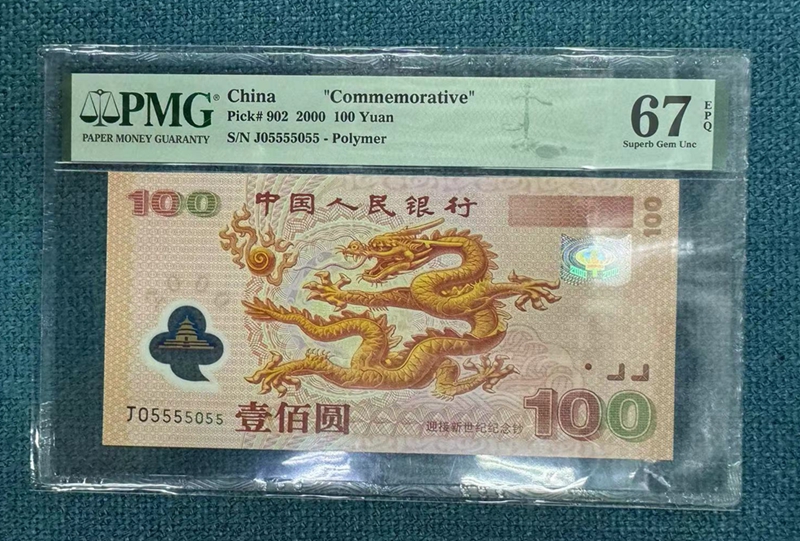 PMG®
PAPER MONEY GUARANTY
China "Commemorative"
Pick# 902 2000 100 Yuan
S/N J05555055 - Polymer
67
EPQ
Superb Gem Unc
100
中国人民银行
100
2000
J05555055
壹佰圆
迎接新世纪纪念钞
100